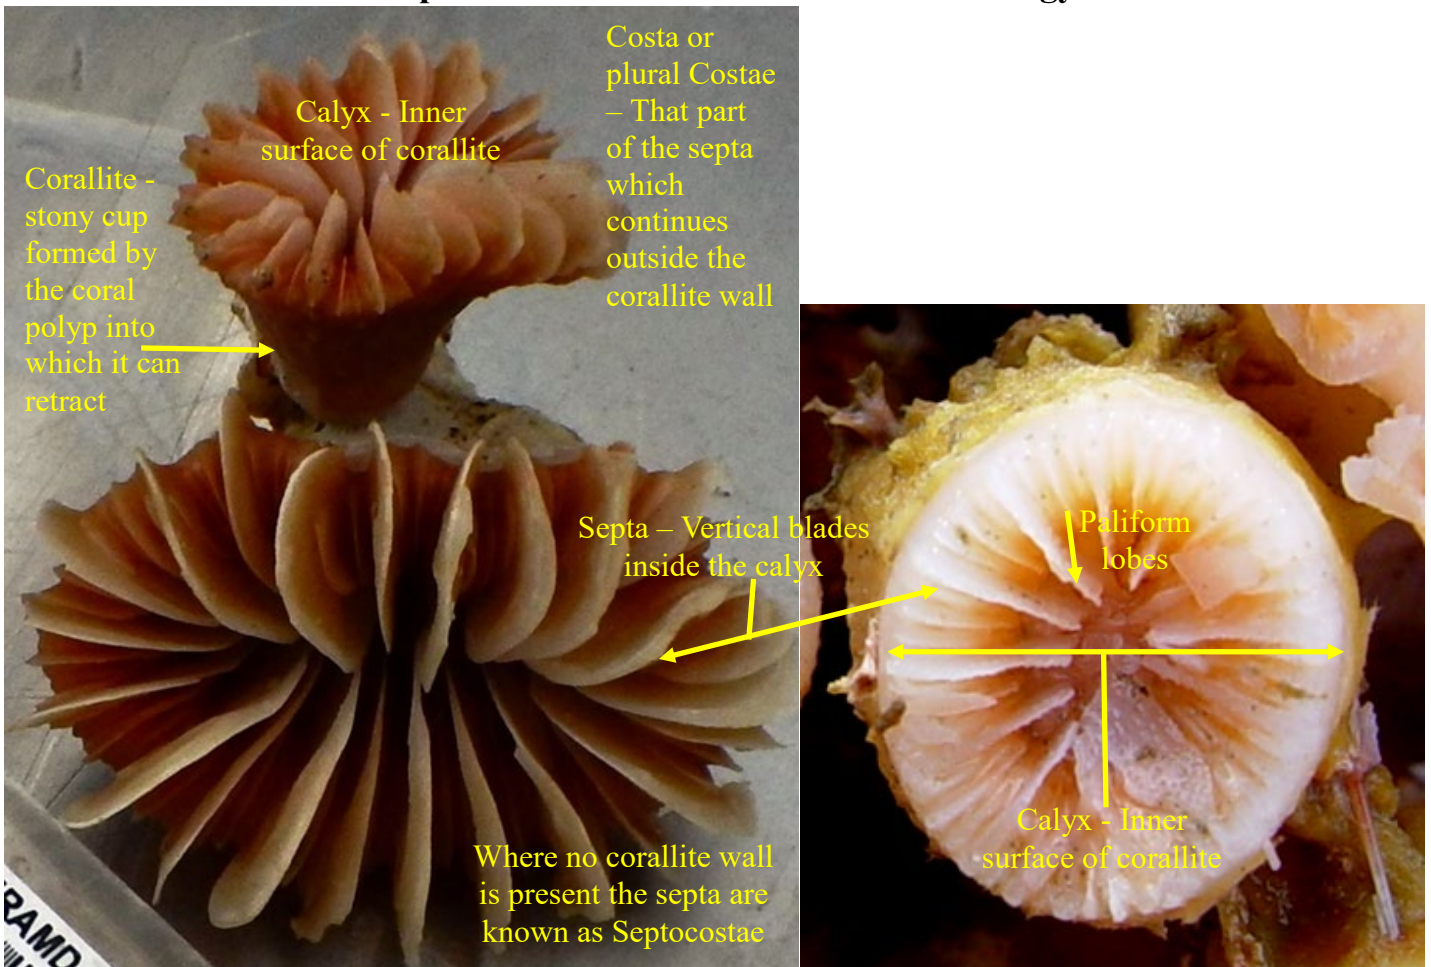 Calyx - Inner
surface of corallite
Costa or
plural Costae
– That part
of the septa
which
continues
outside the
corallite wall
Corallite -
stony cup
formed by
the coral
polyp into
which it can
retract
Septa – Vertical blades
inside the calyx
Paliform
lobes
Calyx - Inner
surface of corallite
Where no corallite wall
is present the septa are
known as Septocostae
RAMD